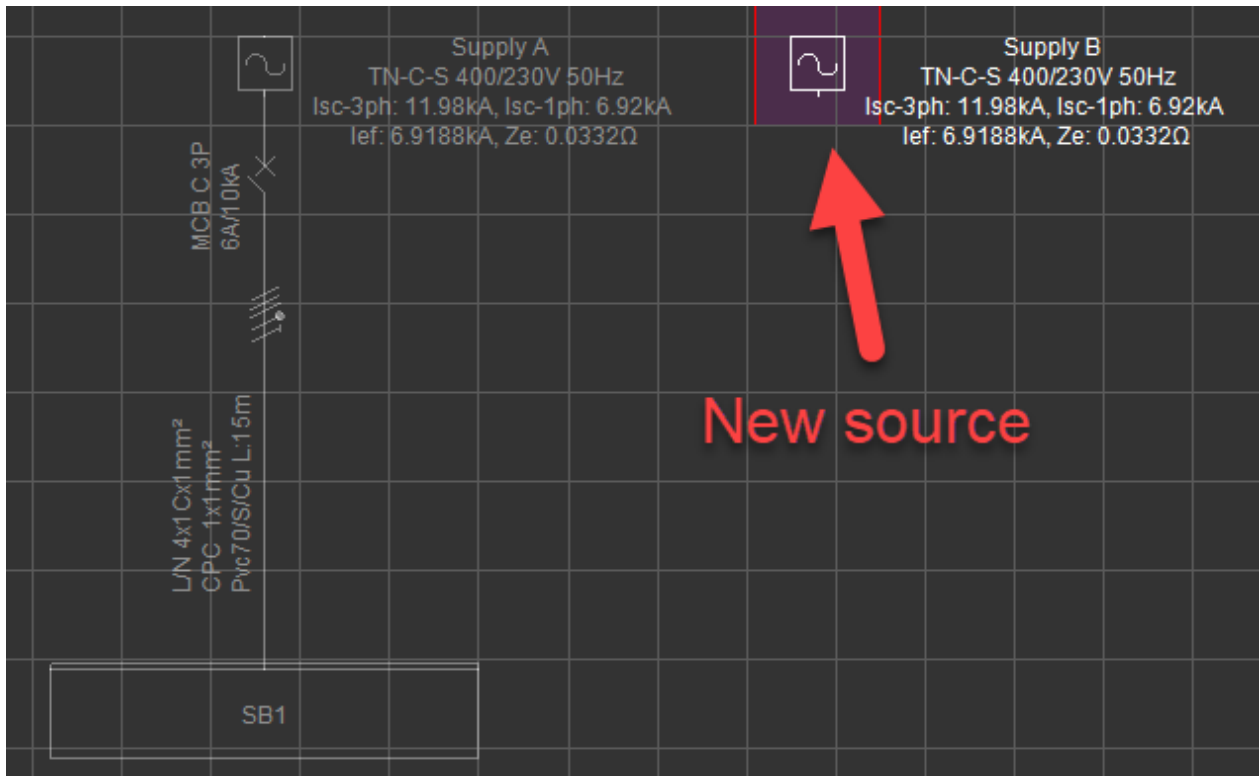 Supply A
TN-C-S 400/230V 50Hz
Isc-3ph: 11.98kA, Isc-1ph: 6.92kA
Ief: 6.9188kA, Ze: 0.0332Ω
Supply B
TN-C-S 400/230V 50Hz
Isc-3ph: 11.98kA, Isc-1ph: 6.92kA
Ief: 6.9188kA, Ze: 0.0332Ω
MCB C 3P
6A/10kA
New source
L/N 4x1Cx1mm²
CPC 1x1mm²
Pvc70/S/Cu L:15m
SB1